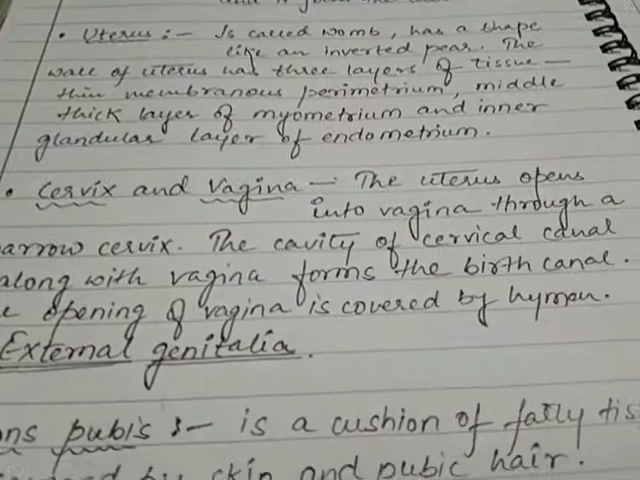 • Uterus :- Is called womb, has a shape
like an inverted pear. The
wall of uterus has three layers of tissue –
thin membranous perimetrium, middle
thick layer of myometrium and inner
glandular layer of endometrium.
• Cervix and Vagina – The uterus opens
into vagina through a
arrow cervix. The cavity of cervical canal
along with vagina forms the birth canal.
e opening of vagina is covered by hymen.
External genitalia.
ons pubis :- is a cushion of fatty tis
by skin and pubic hair.